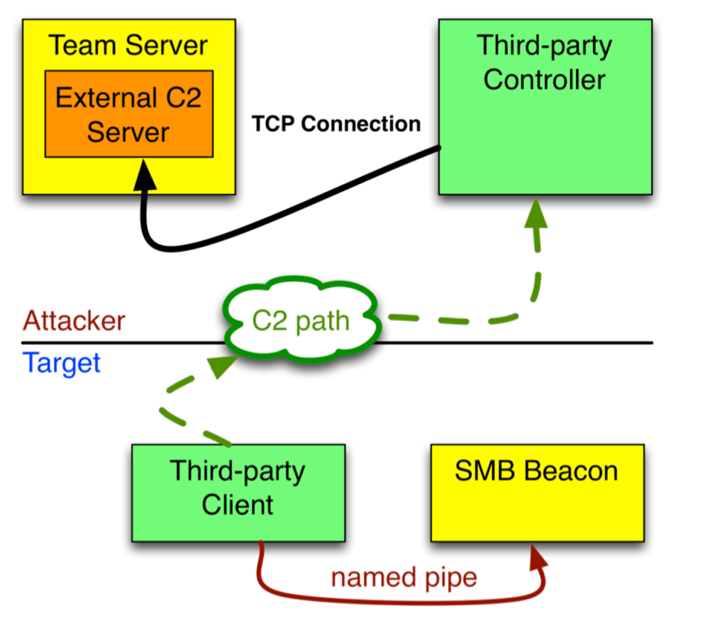 Team Server
External C2
Server
TCP Connection
Third-party
Controller
Attacker
C2 path
Target
Third-party
Client
SMB Beacon
named pipe